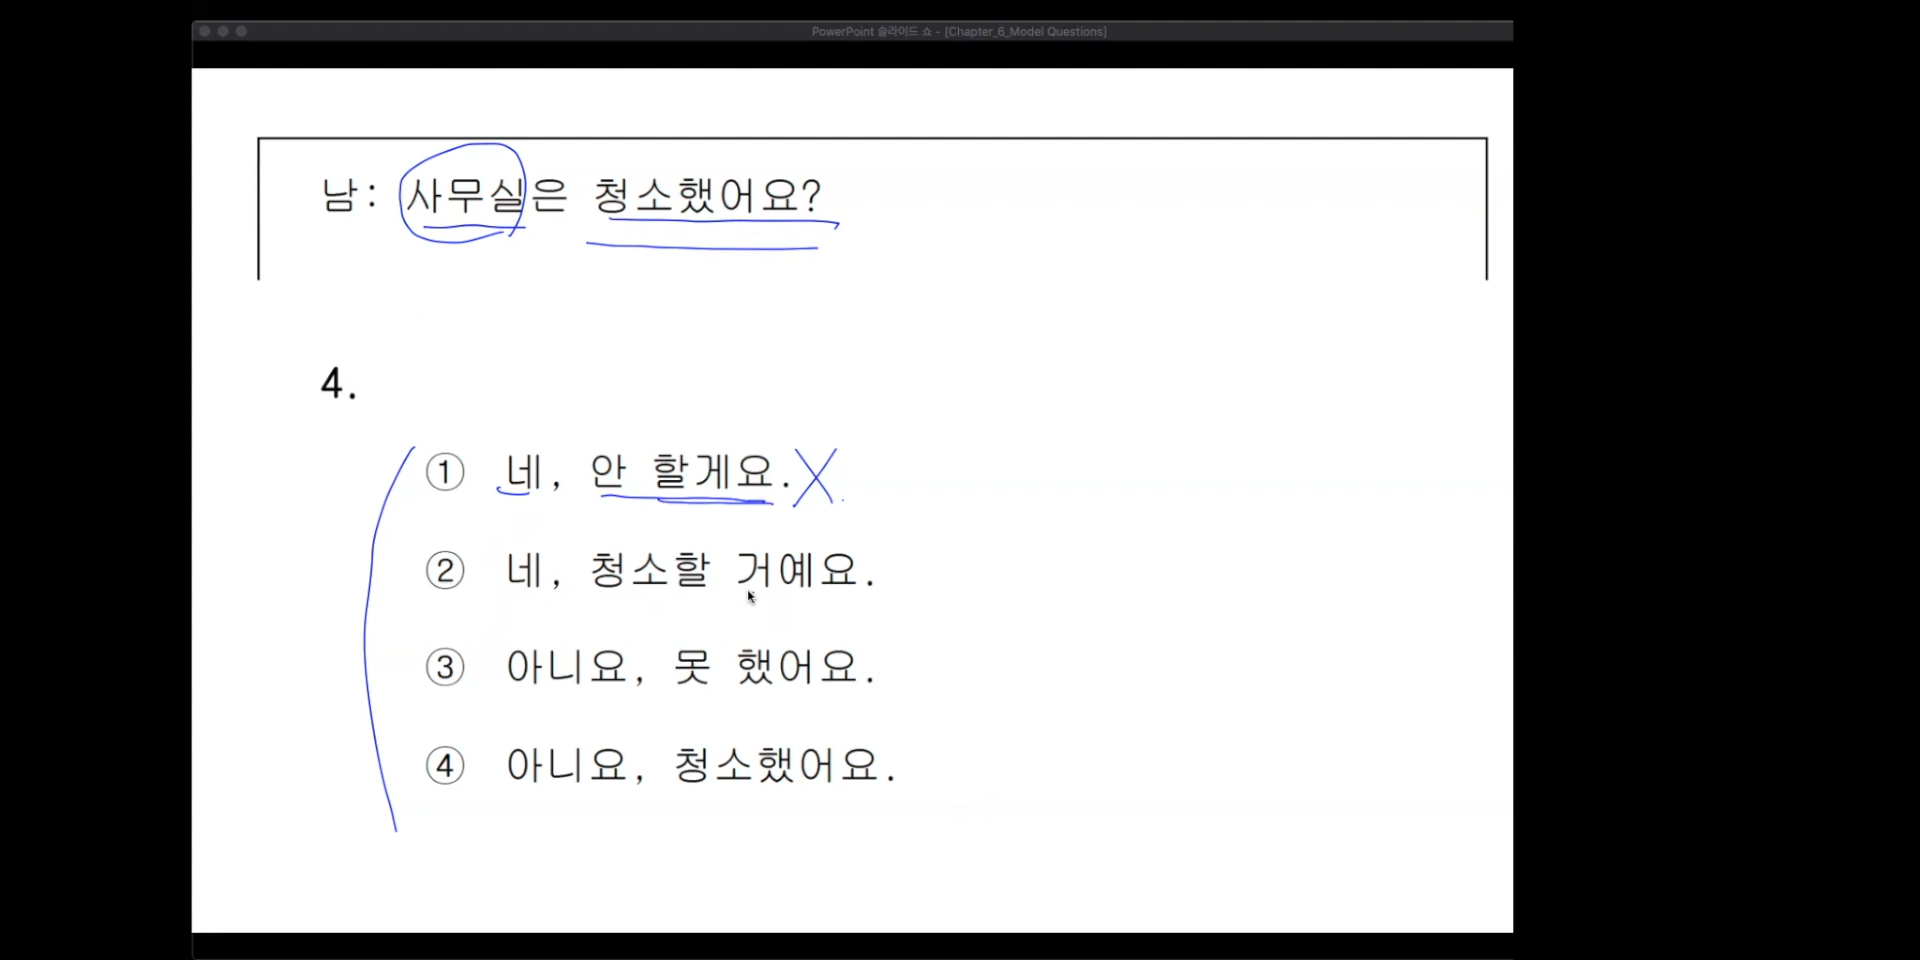 PowerPoint 슬라이드 쇼 - [Chapter_6_Model Questions]
남: 사무실은 청소했어요?
4.
① 네, 안 할게요.
② 네, 청소할 거예요.
③ 아니요, 못 했어요.
④ 아니요, 청소했어요.